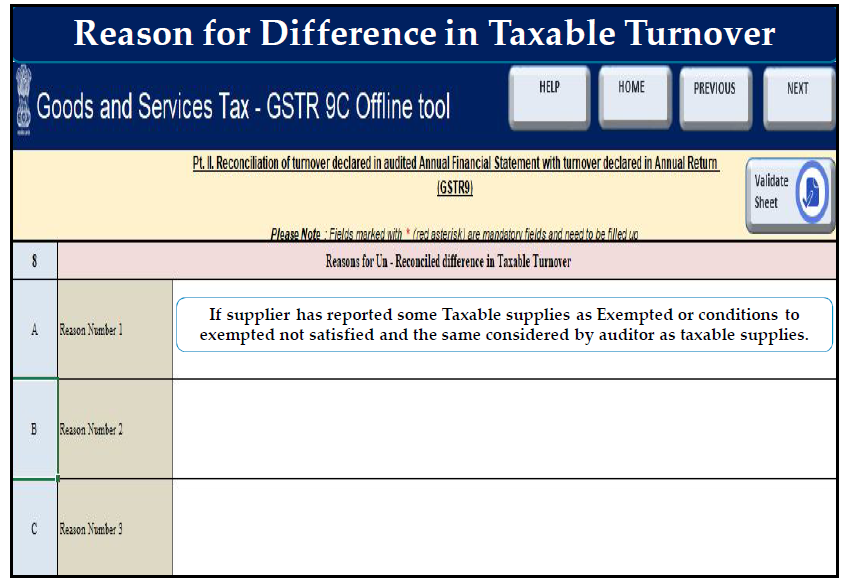 Reason for Difference in Taxable Turnover
Goods and Services Tax - GSTR 9C Offline tool
HELP
HOME
PREVIOUS
NEXT
Pt. II. Reconciliation of turnover declared in audited Annual Financial Statement with turnover declared in Annual Return
(GSTR9)
Validate
Sheet
Please Note : Fields marked with * (red asterisk) are mandatory fields and need to be filled up
8 Reasons for Un - Reconciled difference in Taxable Turnover
If supplier has reported some Taxable supplies as Exempted or conditions to
A Reason Number 1
exempted not satisfied and the same considered by auditor as taxable supplies.
B Reason Number 2
C Reason Number 3